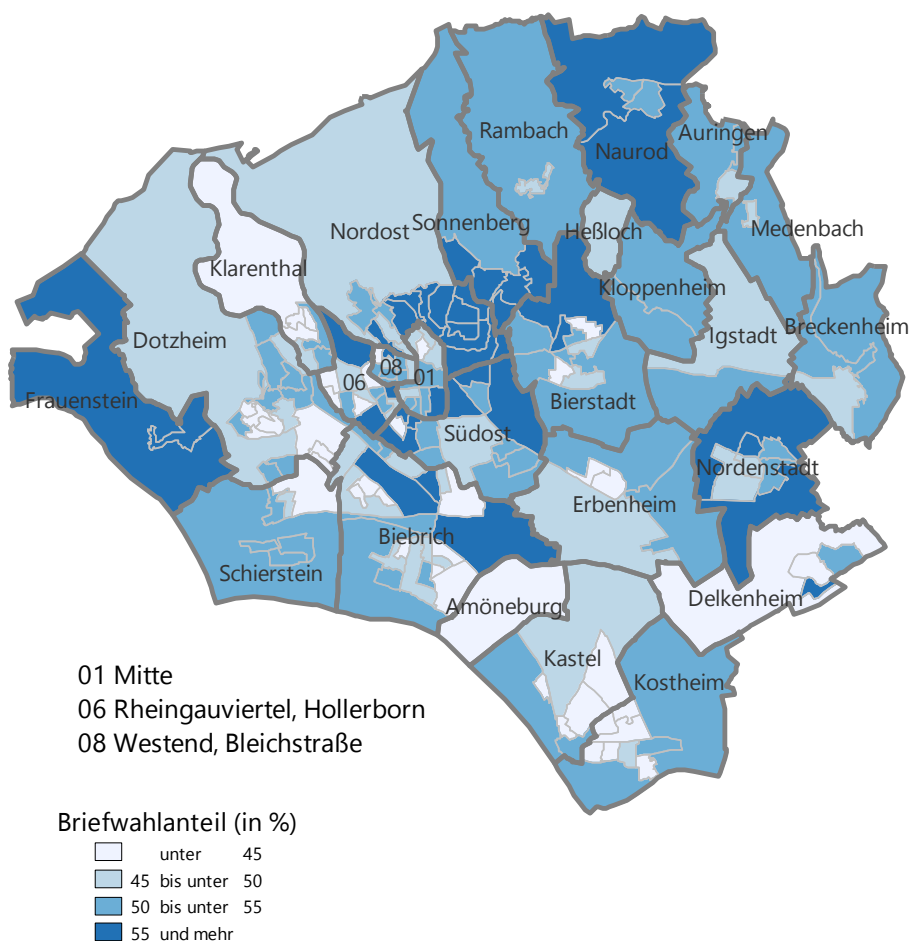 Rambach
Auringen
Naurod
Sonnenberg
Nordost
Heßloch
Medenbach
Klarenthal
Kloppenheim
Igstadt
Breckenheim
Dotzheim
08
01
06
Frauenstein
Bierstadt
Südost
Nordenstadt
Erbenheim
Biebrich
Schierstein
Delkenheim
Amöneburg
Kastel
Kostheim
01 Mitte
06 Rheingauviertel, Hollerborn
08 Westend, Bleichstraße
Briefwahlanteil (in %)
unter 45
45 bis unter 50
50 bis unter 55
55 und mehr